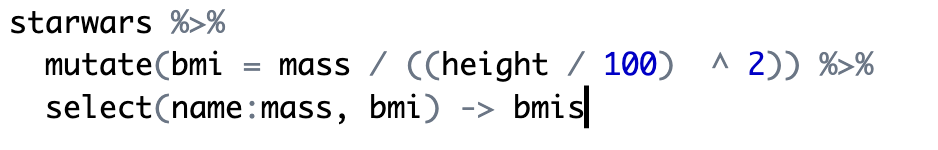 starwars %>%
  mutate(bmi = mass / ((height / 100)  ^ 2)) %>%
  select(name:mass, bmi) -> bmis